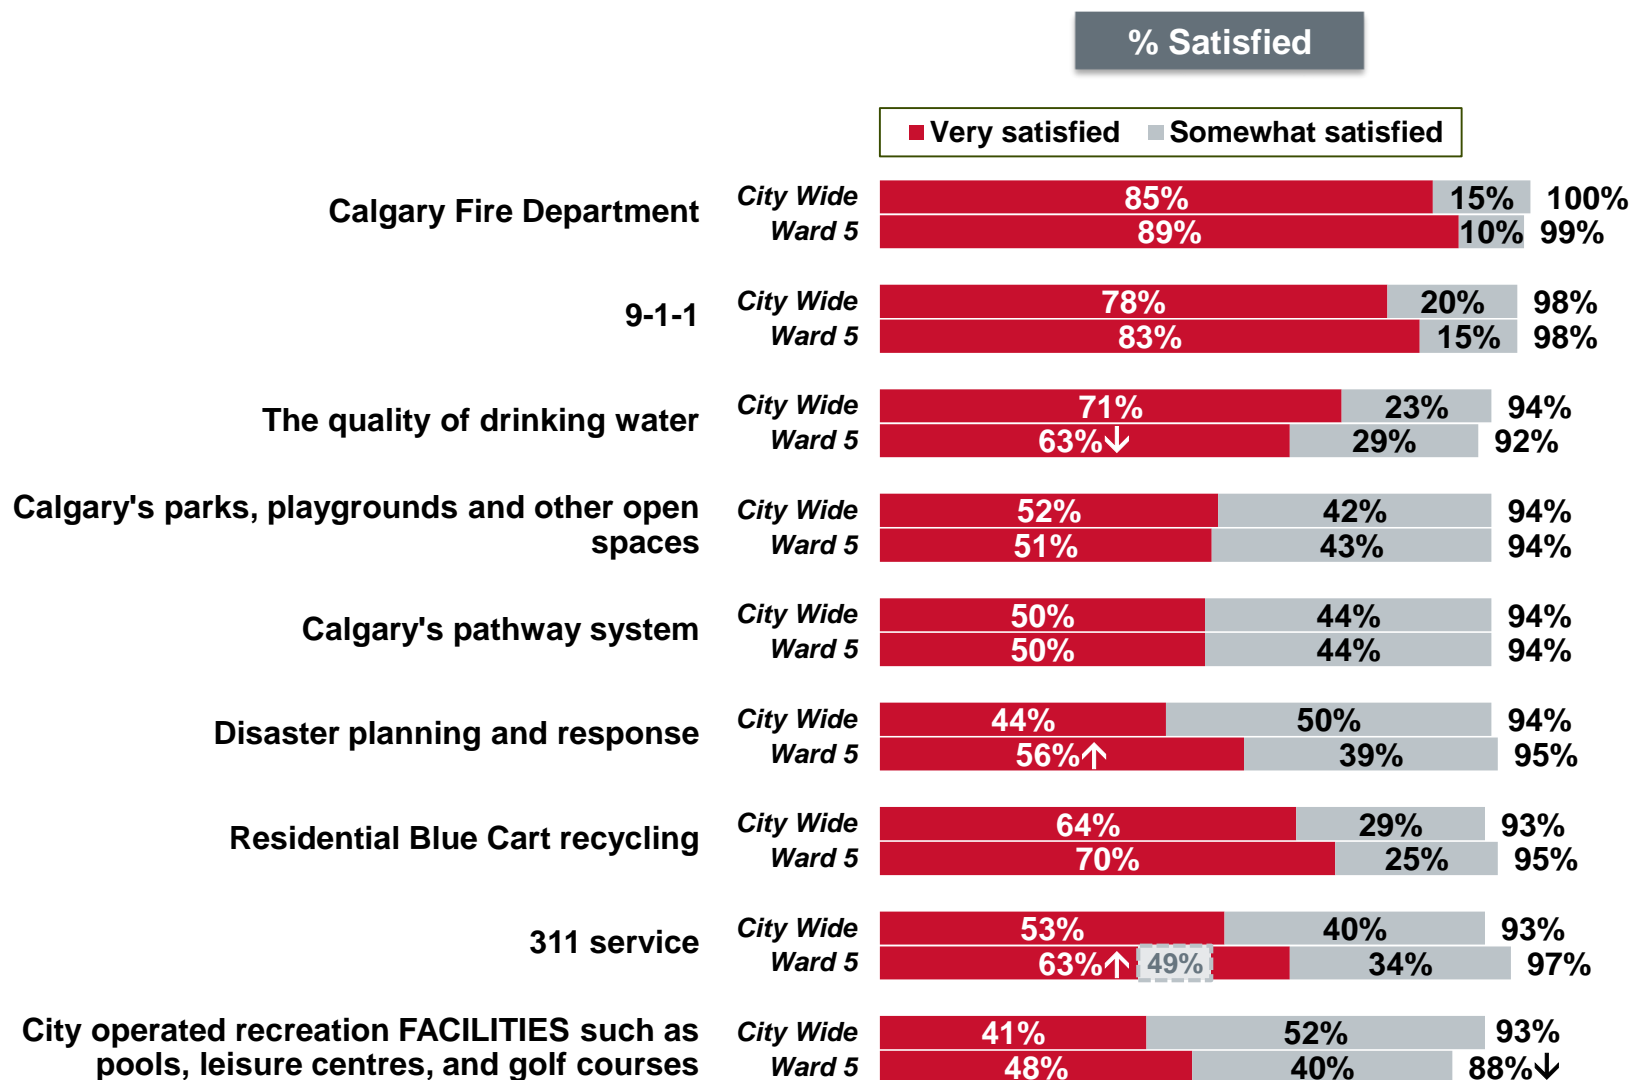 % Satisfied
Very satisfied Somewhat satisfied
Calgary Fire Department
City Wide 85% 15% 100%
Ward 5 89% 10% 99%
9-1-1
City Wide 78% 20% 98%
Ward 5 83% 15% 98%
The quality of drinking water
City Wide 71% 23% 94%
Ward 5 63%↓ 29% 92%
Calgary's parks, playgrounds and other open
spaces
City Wide 52% 42% 94%
Ward 5 51% 43% 94%
Calgary's pathway system
City Wide 50% 44% 94%
Ward 5 50% 44% 94%
Disaster planning and response
City Wide 44% 50% 94%
Ward 5 56%↑ 39% 95%
Residential Blue Cart recycling
City Wide 64% 29% 93%
Ward 5 70% 25% 95%
311 service
City Wide 53% 40% 93%
Ward 5 63%↑ 49% 34% 97%
City operated recreation FACILITIES such as
pools, leisure centres, and golf courses
City Wide 41% 52% 93%
Ward 5 48% 40% 88%↓